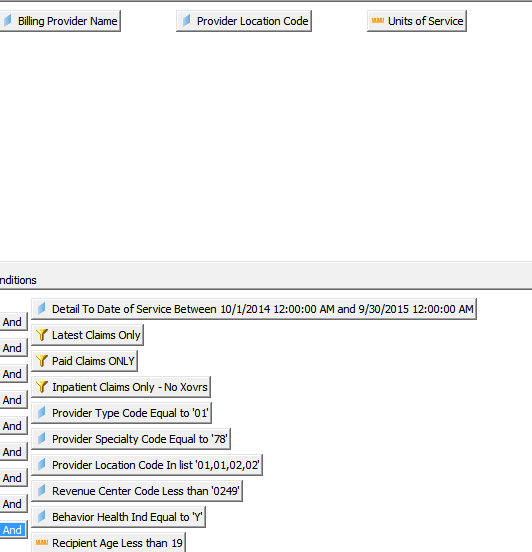 Billing Provider Name Provider Location Code Units of Service
nditions
Detail To Date of Service Between 10/1/2014 12:00:00 AM and 9/30/2015 12:00:00 AM
And
Latest Claims Only
And
Paid Claims ONLY
And
Inpatient Claims Only - No Xovrs
And
Provider Type Code Equal to '01'
And
Provider Specialty Code Equal to '78'
And
Provider Location Code In list '01,01,02,02'
And
Revenue Center Code Less than '0249'
And
Behavior Health Ind Equal to 'Y'
And
Recipient Age Less than 19